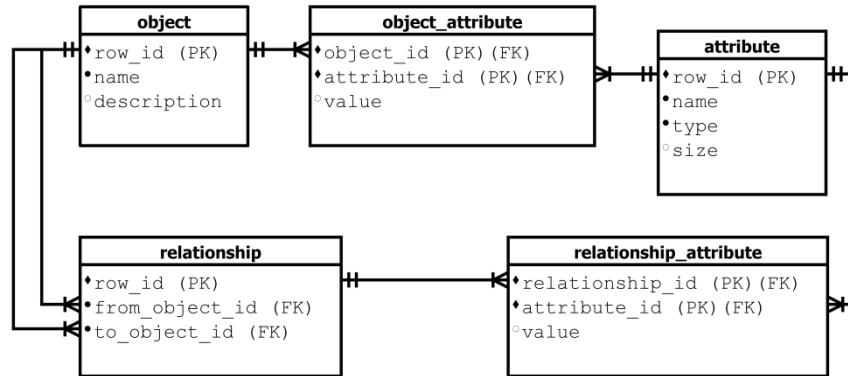 object
row_id (PK)
name
description
object_attribute
object_id (PK)(FK)
attribute_id (PK)(FK)
value
attribute
row_id (PK)
name
type
size
relationship
row_id (PK)
from_object_id (FK)
to_object_id (FK)
relationship_attribute
relationship_id (PK)(FK)
attribute_id (PK)(FK)
value